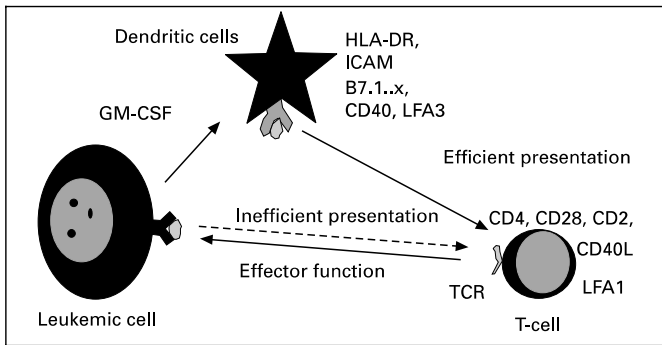 Dendritic cells
HLA-DR,
ICAM
B7.1..x,
CD40, LFA3
GM-CSF
Efficient presentation
Inefficient presentation
CD4, CD28, CD2,
CD40L
Effector function
TCR
LFA1
Leukemic cell
T-cell